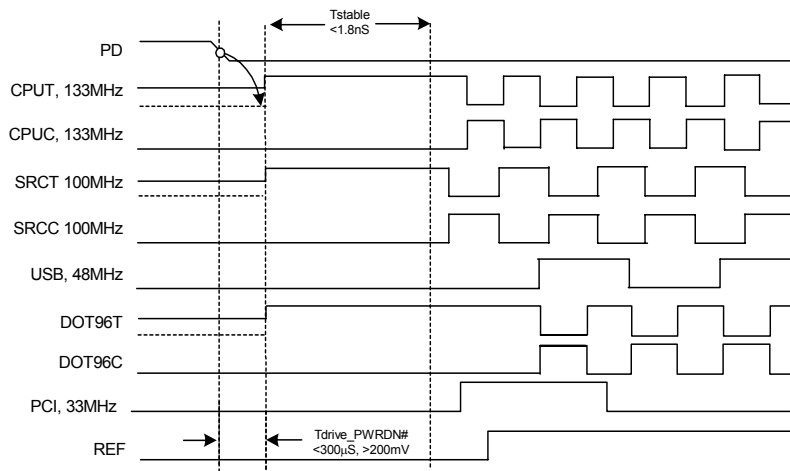 Tstable
<1.8nS
PD
CPUT, 133MHz
CPUC, 133MHz
SRCT 100MHz
SRCC 100MHz
USB, 48MHz
DOT96T
DOT96C
PCI, 33MHz
Tdrive_PWRDN#
<300µS, >200mV
REF